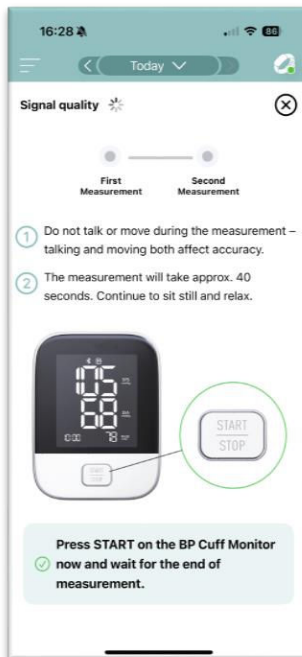 16:28
86
Today
Signal quality
First Second
Measurement Measurement
1 Do not talk or move during the measurement –
talking and moving both affect accuracy.
2 The measurement will take approx. 40
seconds. Continue to sit still and relax.
105
68
78
START
STOP
START
STOP
Press START on the BP Cuff Monitor
now and wait for the end of
measurement.